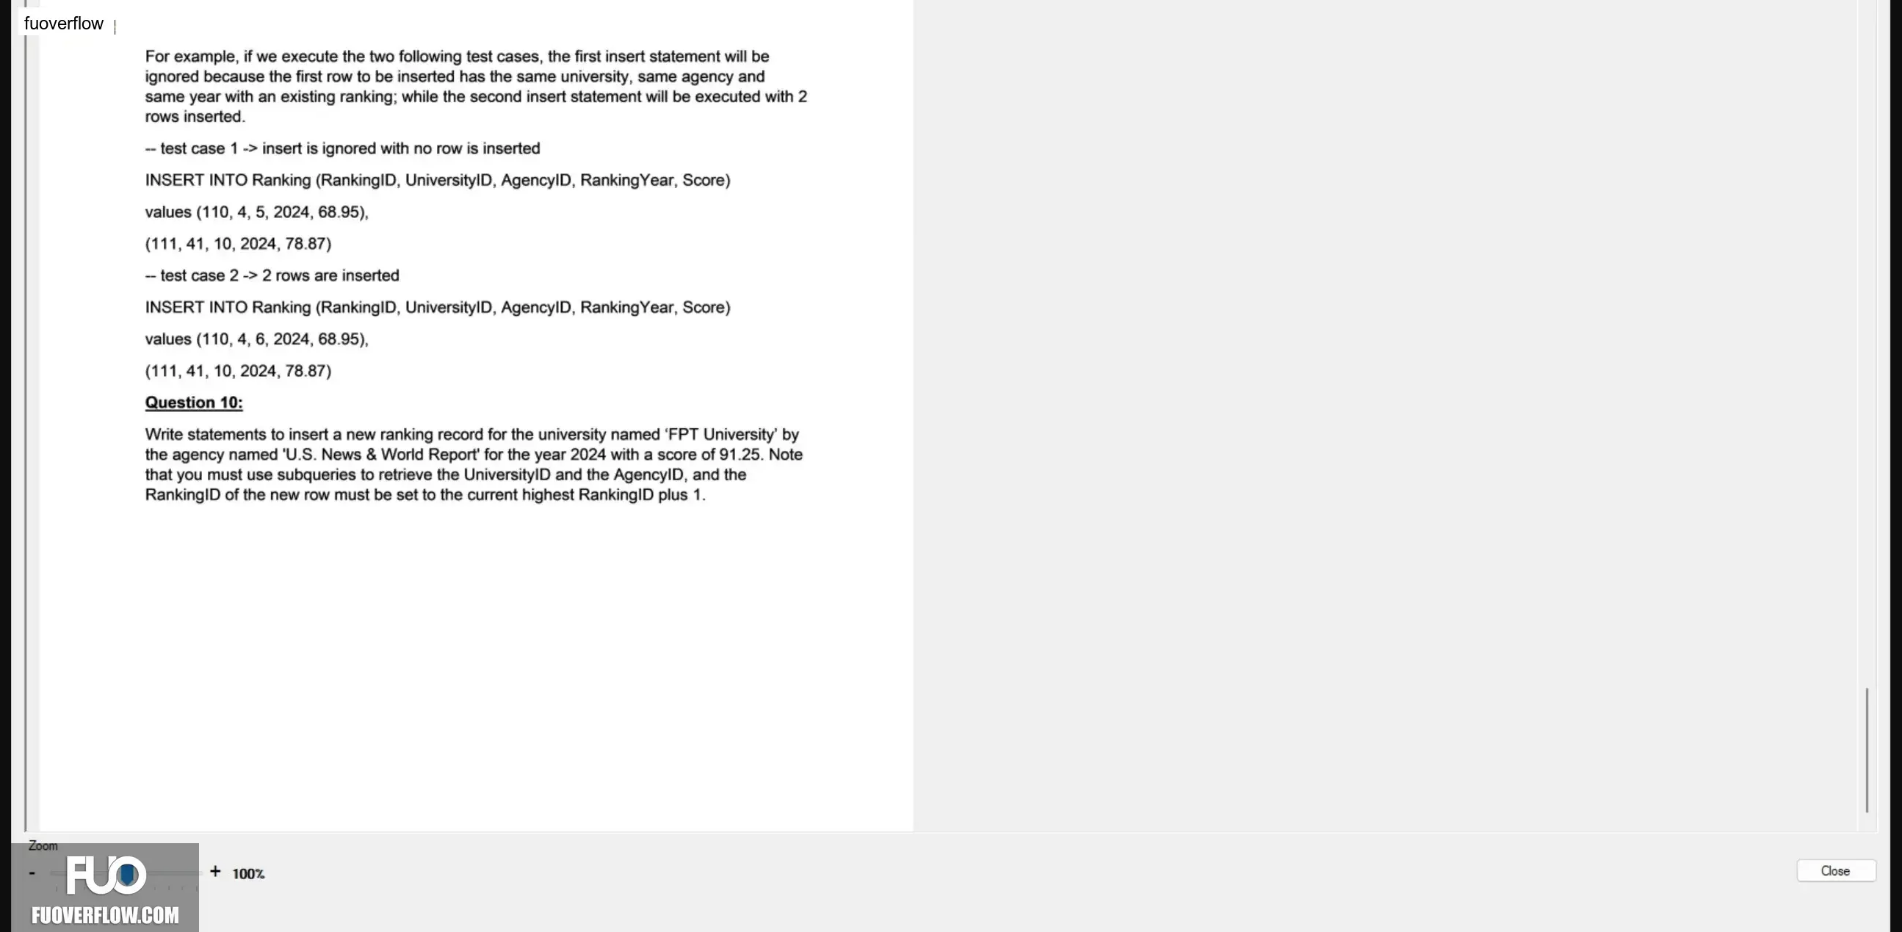 fuoverflow
For example, if we execute the two following test cases, the first insert statement will be
ignored because the first row to be inserted has the same university, same agency and
same year with an existing ranking; while the second insert statement will be executed with 2
rows inserted.
-- test case 1 -> insert is ignored with no row is inserted
INSERT INTO Ranking (RankingID, UniversityID, AgencyID, RankingYear, Score)
values (110, 4, 5, 2024, 68.95),
(111, 41, 10, 2024, 78.87)
-- test case 2 -> 2 rows are inserted
INSERT INTO Ranking (RankingID, UniversityID, AgencyID, RankingYear, Score)
values (110, 4, 6, 2024, 68.95),
(111, 41, 10, 2024, 78.87)
Question 10:
Write statements to insert a new ranking record for the university named ‘FPT University’ by
the agency named 'U.S. News & World Report' for the year 2024 with a score of 91.25. Note
that you must use subqueries to retrieve the UniversityID and the AgencyID, and the
RankingID of the new row must be set to the current highest RankingID plus 1.
Zoom
- + 100%
Close
FUO
FUOVERFLOW.COM